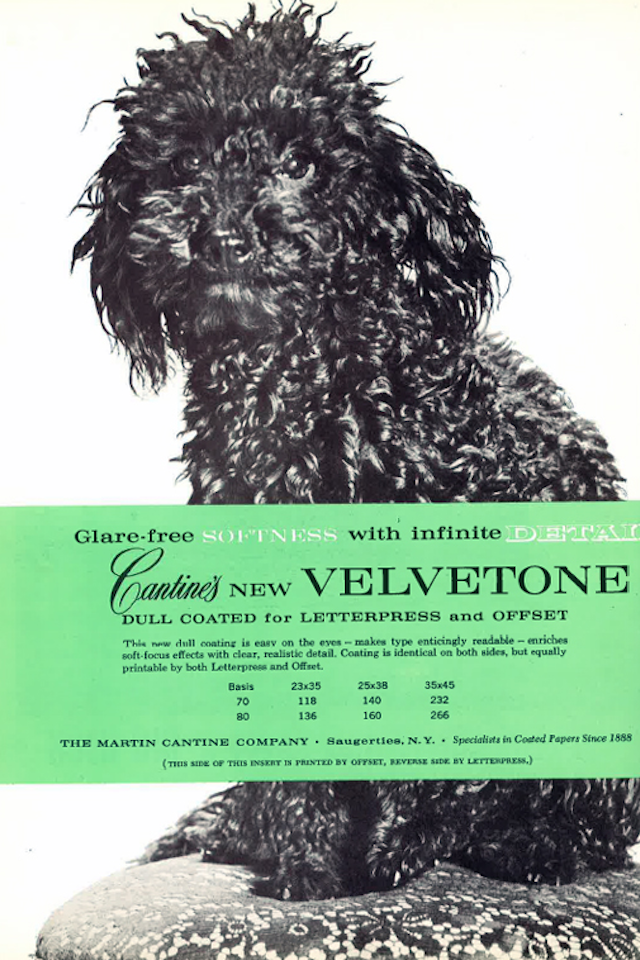 Glare-free SOFTNESS with infinite DETAI
Cantine's NEW VELVETONE
DULL COATED for LETTERPRESS and OFFSET
This new dull coating is easy on the eyes – makes type enticingly readable – enriches
soft-focus effects with clear, realistic detail. Coating is identical on both sides, but equally
printable by both Letterpress and Offset.
Basis 23x35 25x38 35x45
70 118 140 232
80 136 160 266
THE MARTIN CANTINE COMPANY · Saugerties, N.Y. · Specialists in Coated Papers Since 1888
(THIS SIDE OF THIS INSERT IS PRINTED BY OFFSET, REVERSE SIDE BY LETTERPRESS.)